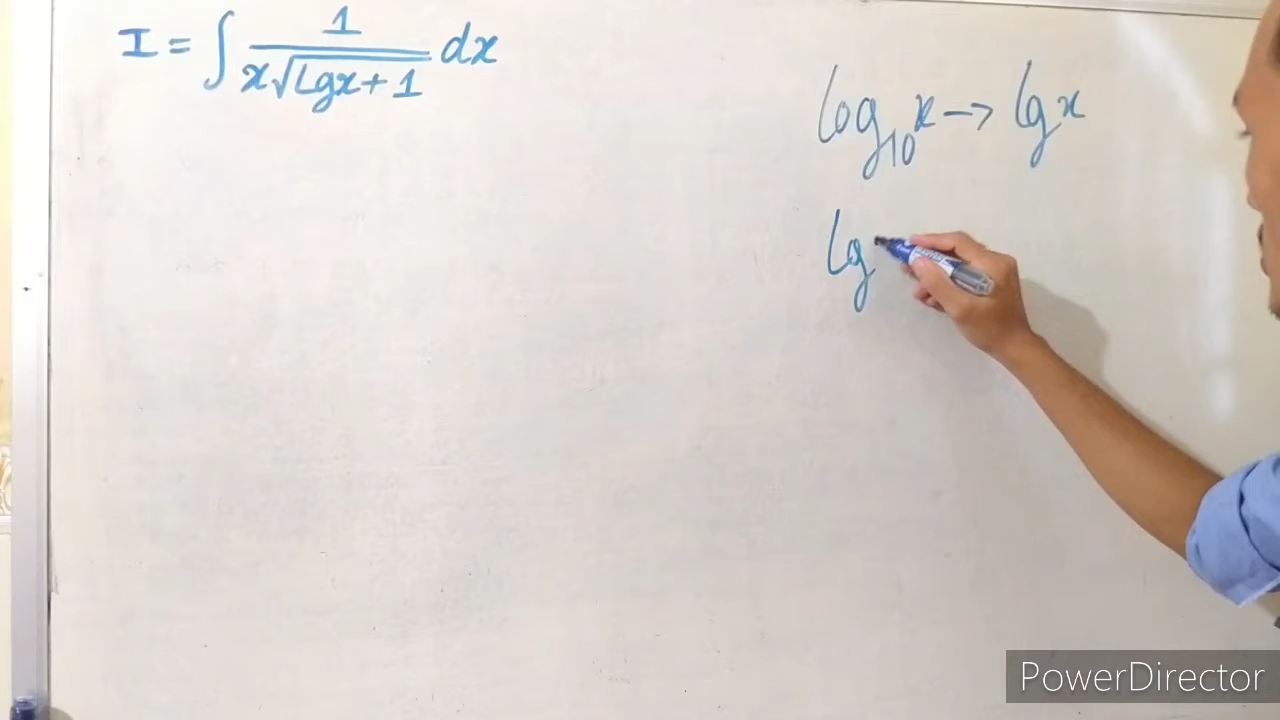 I = ∫ 1 / (x√(lgx + 1)) dx
log₁₀x → lgx
lg
PowerDirector